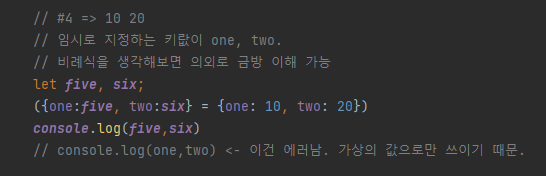 // #4 => 10 20
// 임시로 지정하는 키값이 one, two.
// 비례식을 생각해보면 의외로 금방 이해 가능
let five, six;
({one:five, two:six} = {one: 10, two: 20})
console.log(five,six)
// console.log(one,two) <- 이건 에러남. 가상의 값으로만 쓰이기 때문.